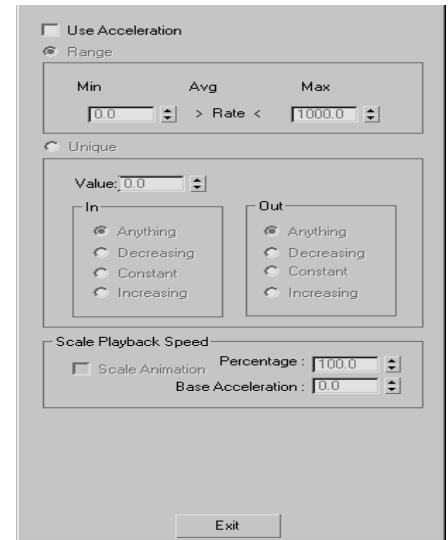 Use Acceleration
Range
Min Avg Max
0.0 > Rate < 1000.0
Unique
Value: 0.0
In Out
Anything Anything
Decreasing Decreasing
Constant Constant
Increasing Increasing
Scale Playback Speed
Scale Animation Percentage : 100.0
Base Acceleration : 0.0
Exit